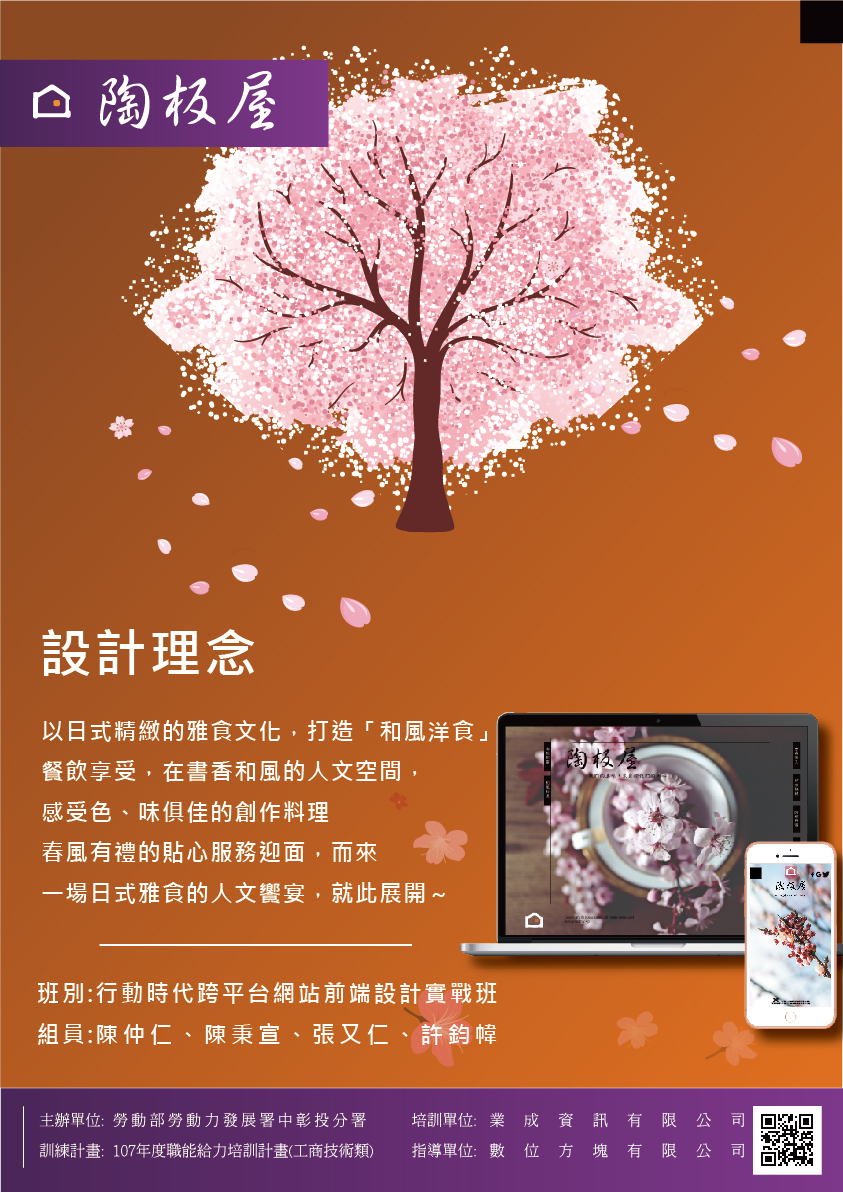 陶板屋
設計理念
以日式精緻的雅食文化，打造「和風洋食」
餐飲享受，在書香和風的人文空間，
感受色、味俱佳的創作料理
春風有禮的貼心服務迎面，而來
一場日式雅食的人文饗宴，就此展開~
陶板屋
陶板屋
班別:行動時代跨平台網站前端設計實戰班
組員:陳仲仁、陳秉宣、張又仁、許鈞幃
主辦單位: 勞動部勞動力發展署中彰投分署
訓練計畫: 107年度職能給力培訓計畫(工商技術類)
培訓單位: 業成資訊有限公司
指導單位: 數位方塊有限公司